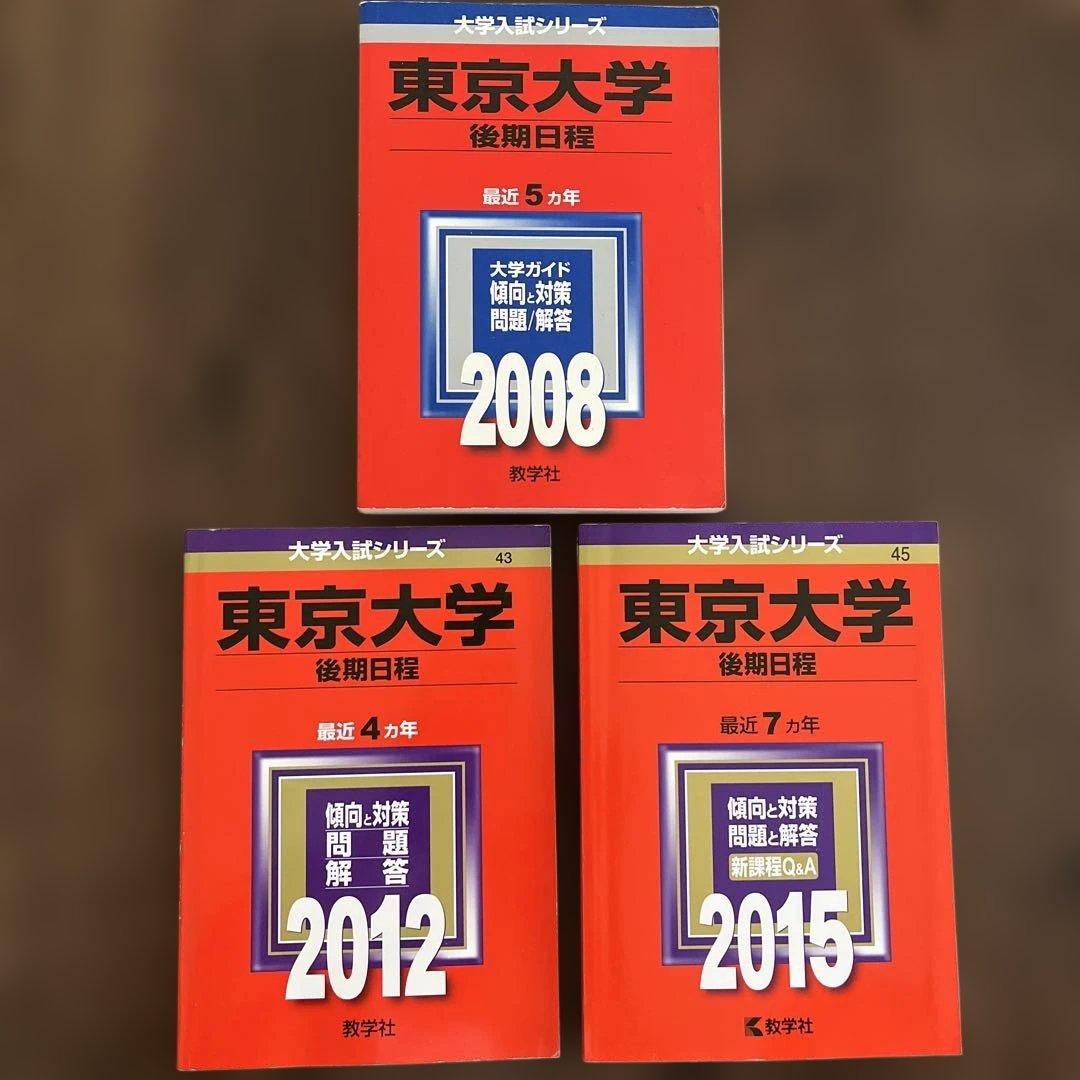 大学入試シリーズ
東京大学
後期日程
最近5ヵ年
大学ガイド
傾向と対策
問題/解答
2008
教学社
大学入試シリーズ
43
東京大学
後期日程
最近4ヵ年
傾向と対策
問題
解答
2012
教学社
大学入試シリーズ
45
東京大学
後期日程
最近7ヵ年
傾向と対策
問題と解答
新課程Q&A
2015
教学社